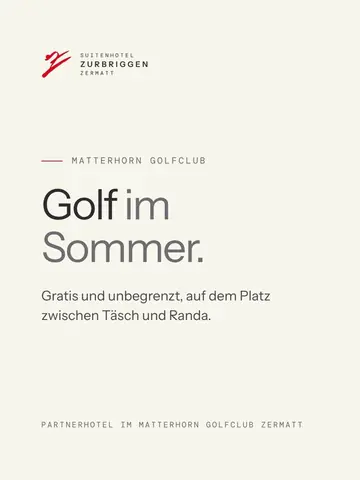 SUITENHOTEL
ZURBRIGGEN
ZERMATT
MATTERHORN GOLFCLUB
Golf im
Sommer.
Gratis und unbegrenzt, auf dem Platz
zwischen Täsch und Randa.
PARTNERHOTEL IM MATTERHORN GOLFCLUB ZERMATT